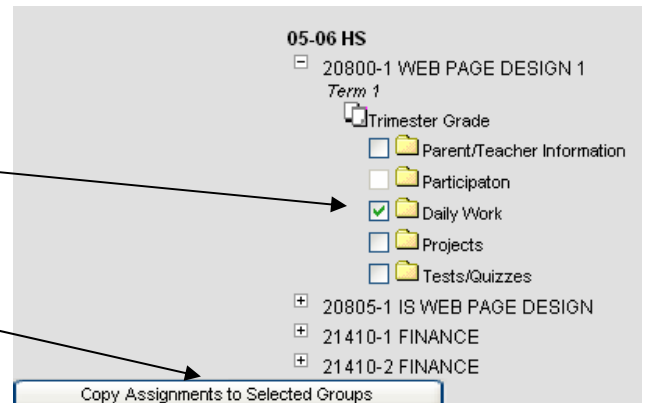 05-06 HS
20800-1 WEB PAGE DESIGN 1
Term 1
Trimester Grade
Parent/Teacher Information
Participaton
Daily Work
Projects
Tests/Quizzes
20805-1 IS WEB PAGE DESIGN
21410-1 FINANCE
21410-2 FINANCE
Copy Assignments to Selected Groups